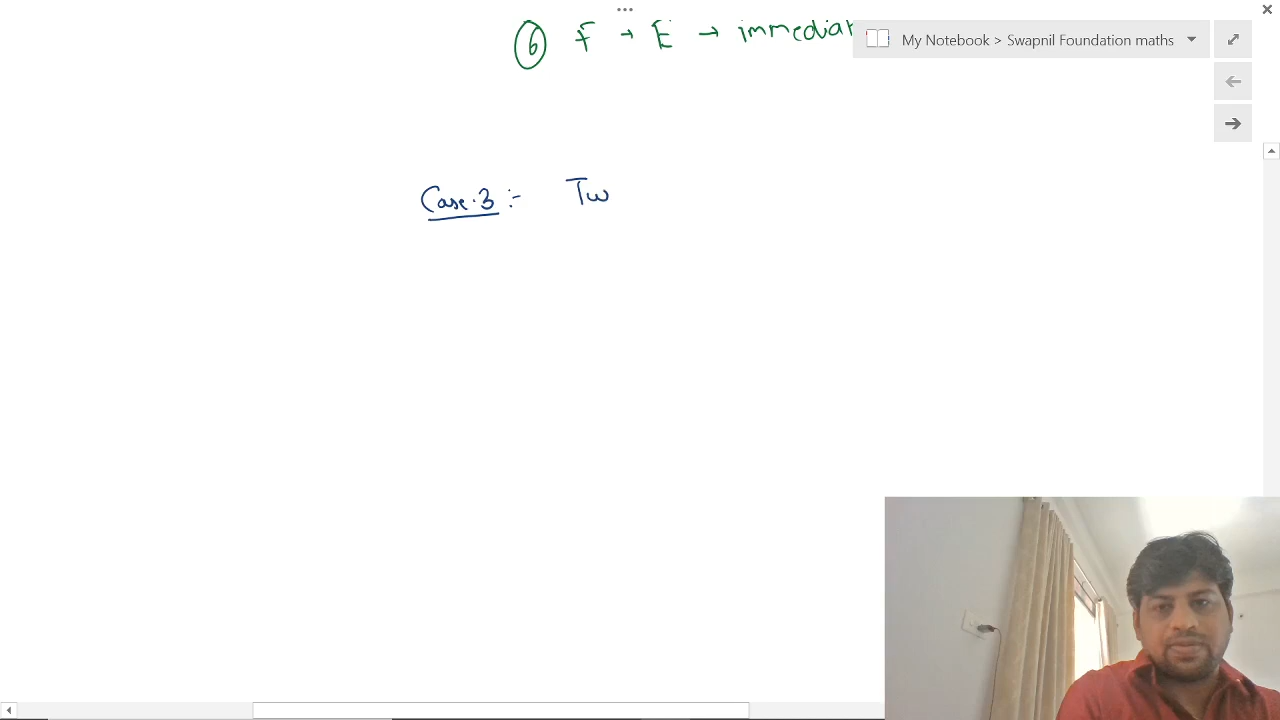 ⑥ F → E → immediat
My Notebook > Swapnil Foundation maths
Case.3 :- Tw